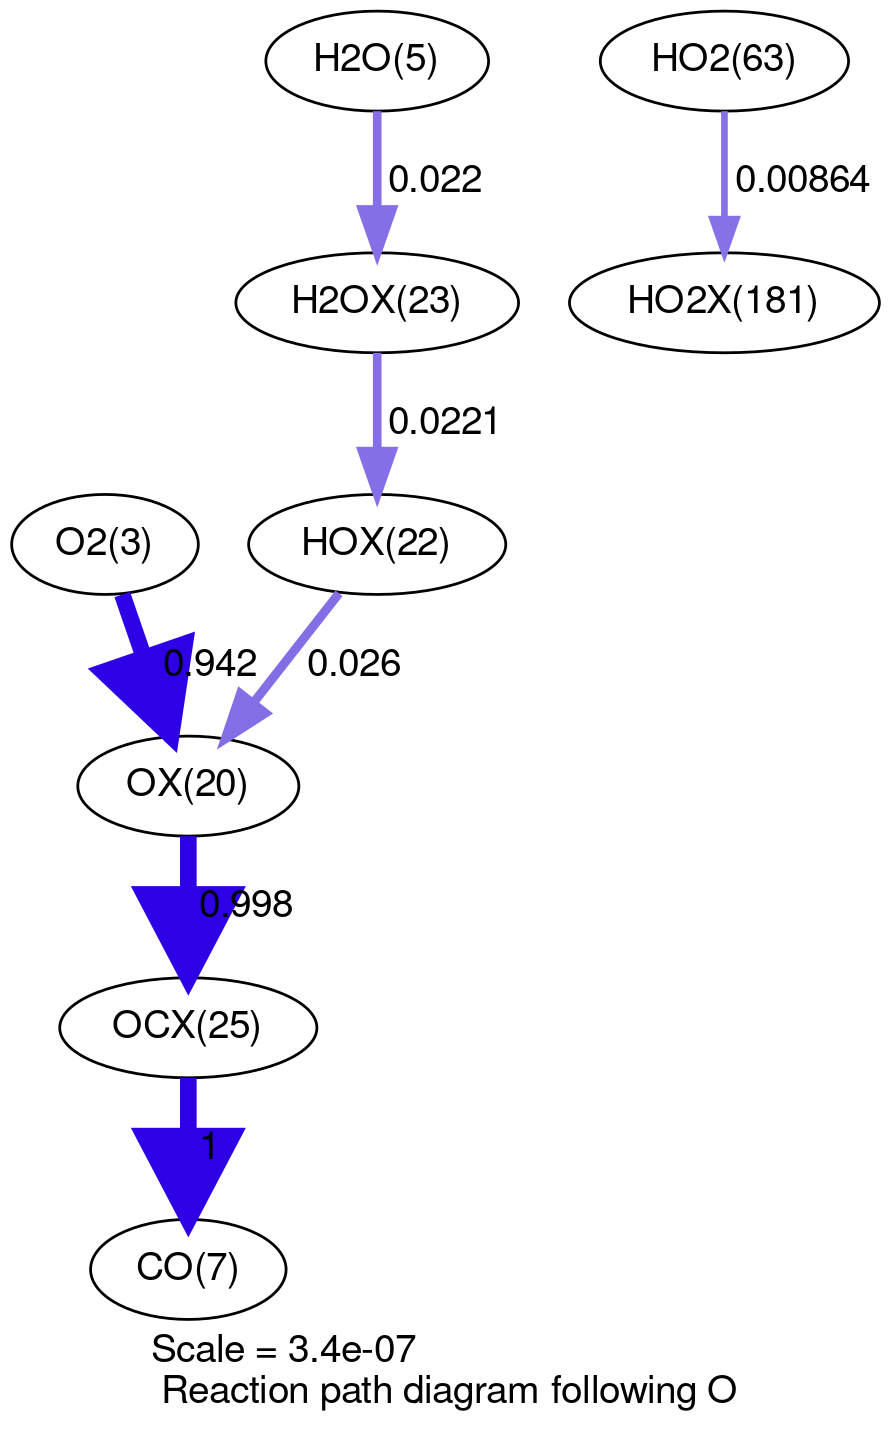 H2O(5)
HO2(63)
0.022
0.00864
H2OX(23)
HO2X(181)
0.0221
O2(3)
HOX(22)
0.942
0.026
OX(20)
0.998
OCX(25)
1
CO(7)
Scale = 3.4e-07
Reaction path diagram following O